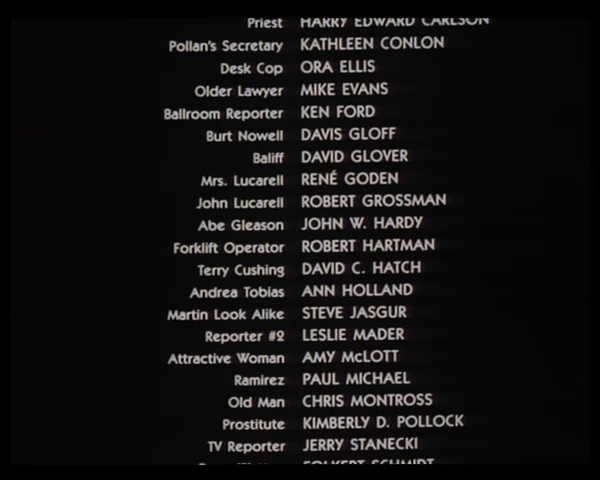 Priest HARRY EDWARD CARLSON
Pollan's Secretary KATHLEEN CONLON
Desk Cop ORA ELLIS
Older Lawyer MIKE EVANS
Ballroom Reporter KEN FORD
Burt Nowell DAVIS GLOFF
Baliff DAVID GLOVER
Mrs. Lucarell RENÉ GODEN
John Lucarell ROBERT GROSSMAN
Abe Gleason JOHN W. HARDY
Forklift Operator ROBERT HARTMAN
Terry Cushing DAVID C. HATCH
Andrea Tobias ANN HOLLAND
Martin Look Alike STEVE JASGUR
Reporter #2 LESLIE MADER
Attractive Woman AMY McLOTT
Ramirez PAUL MICHAEL
Old Man CHRIS MONTROSS
Prostitute KIMBERLY D. POLLOCK
TV Reporter JERRY STANECKI
FOLKERT SCHMIDT